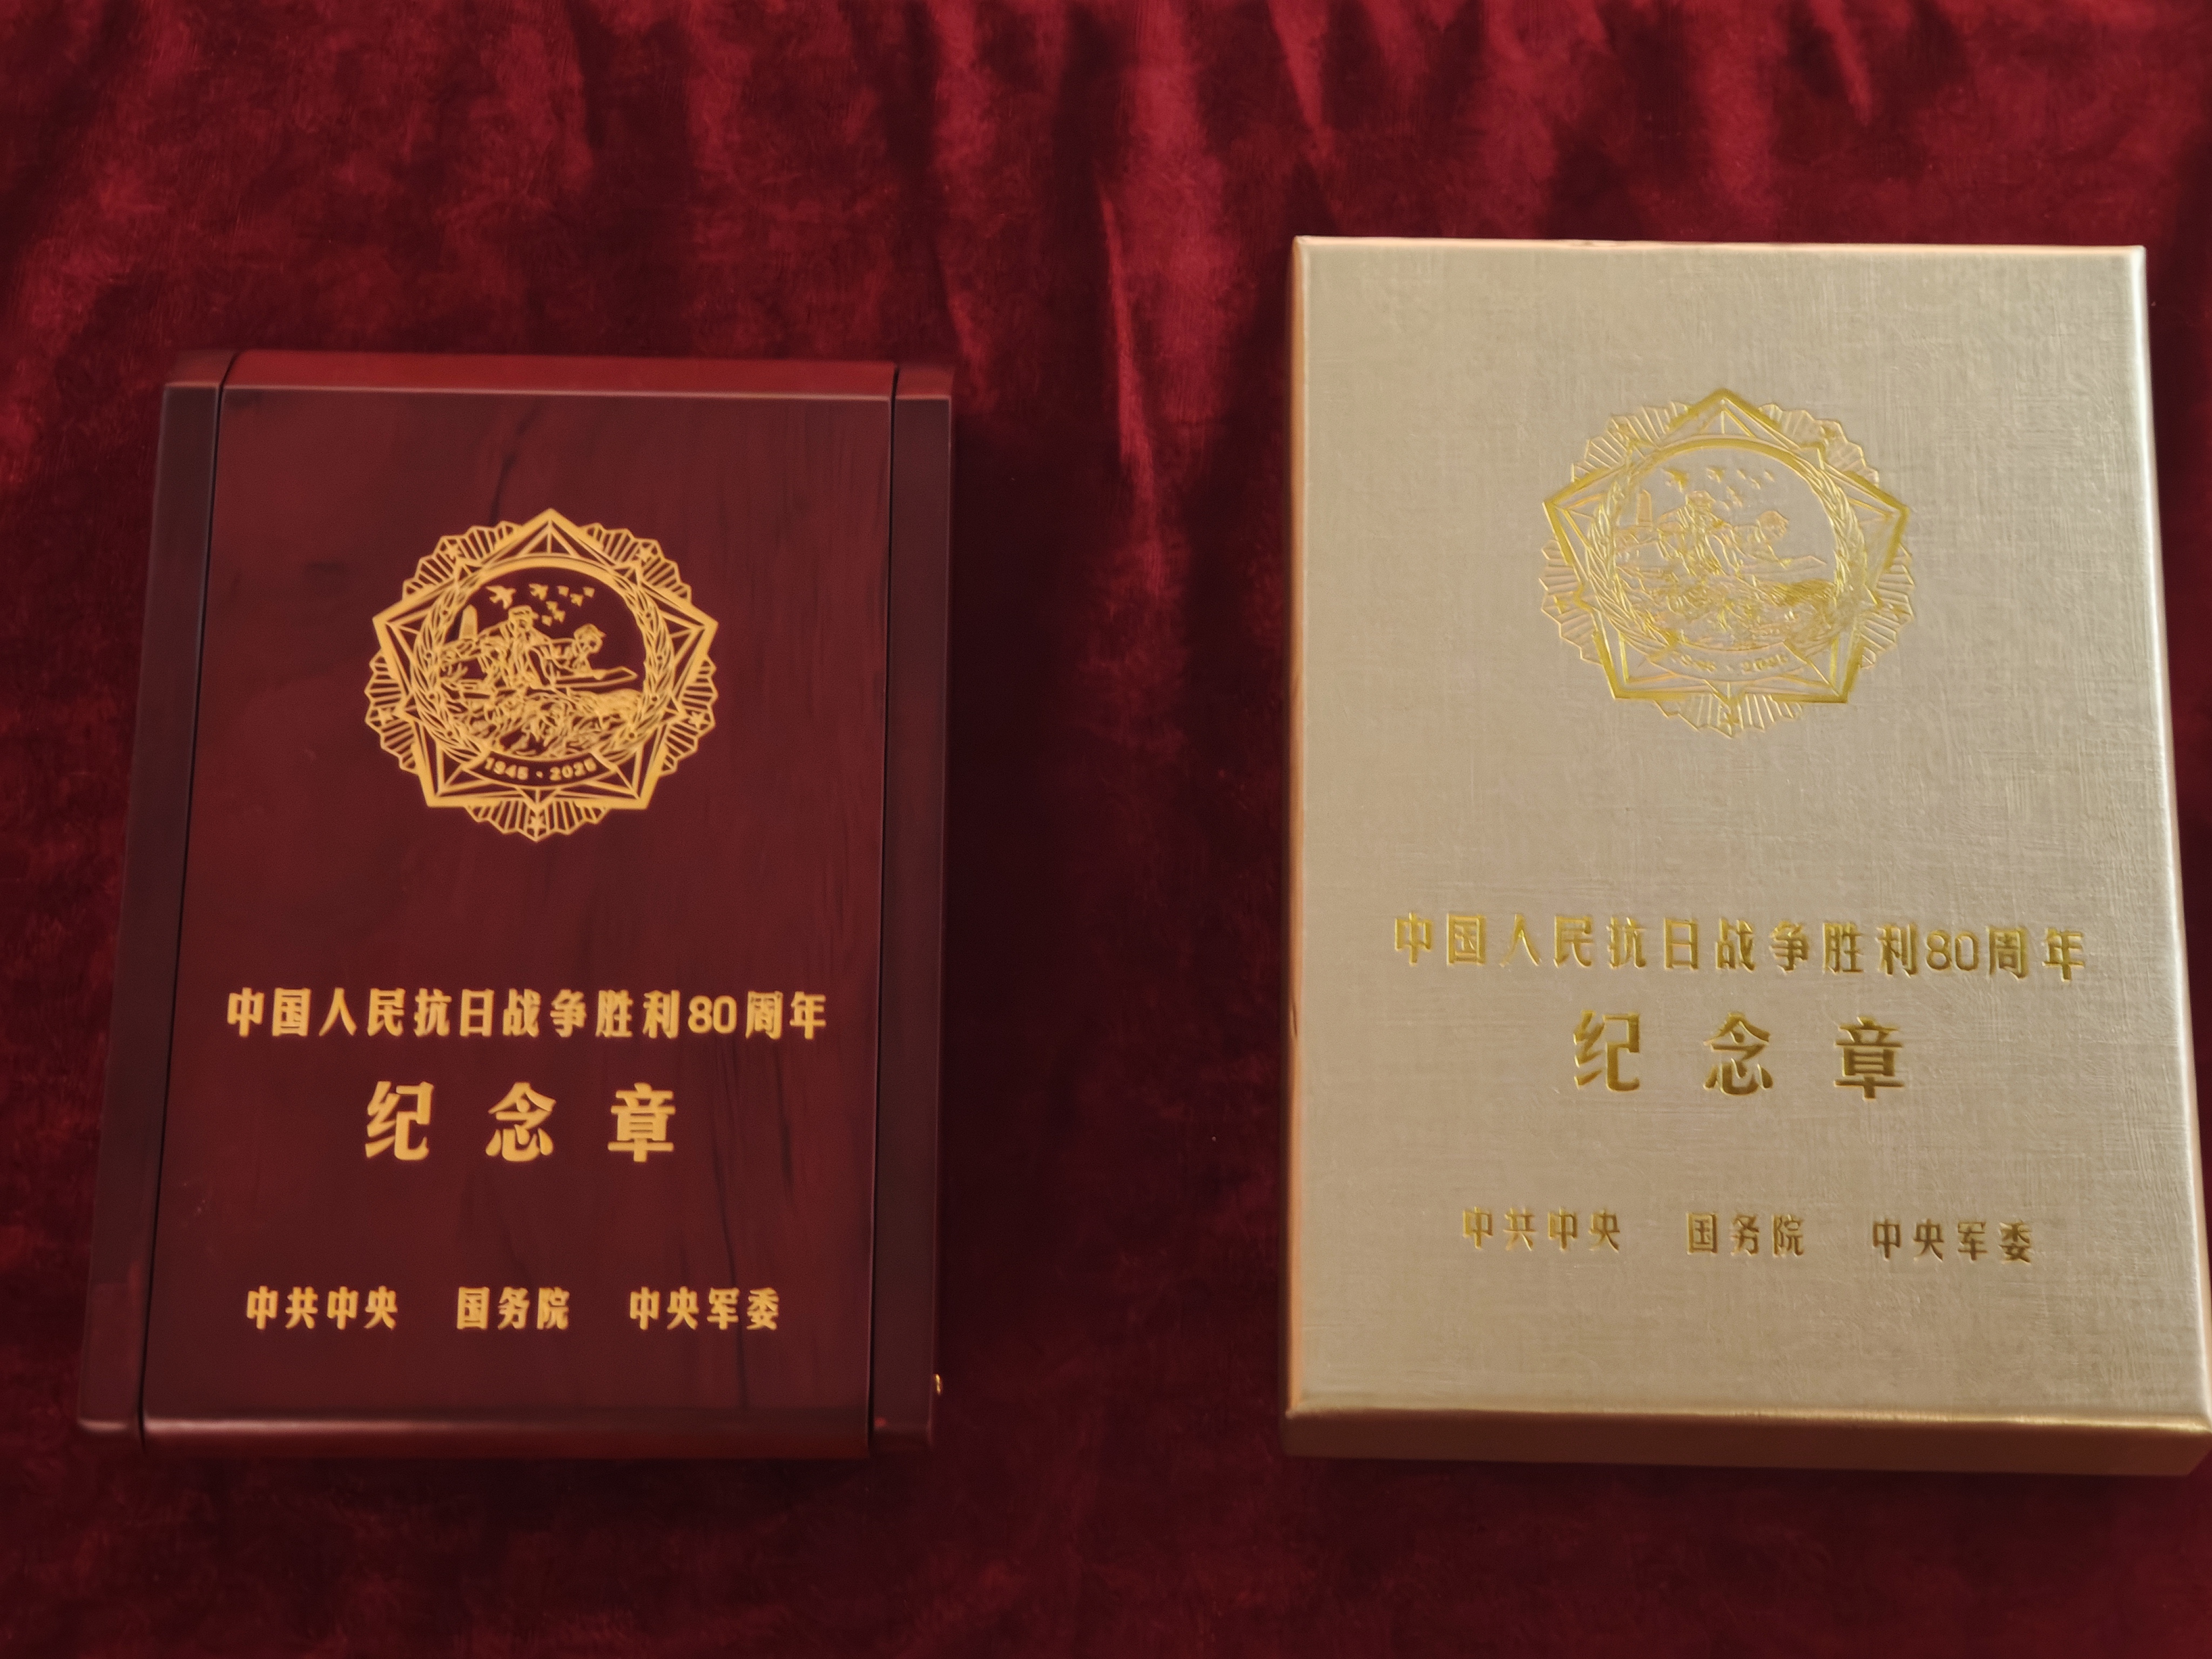 1945·2025
中国人民抗日战争胜利80周年
纪念章
中共中央 国务院 中央军委
1945·2025
中国人民抗日战争胜利80周年
纪念章
中共中央 国务院 中央军委